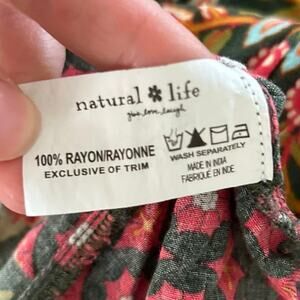 natural life
give.love.laugh
100% RAYON/RAYONNE
EXCLUSIVE OF TRIM
WASH SEPARATELY
MADE IN INDIA
FABRIQUÉ EN INDE